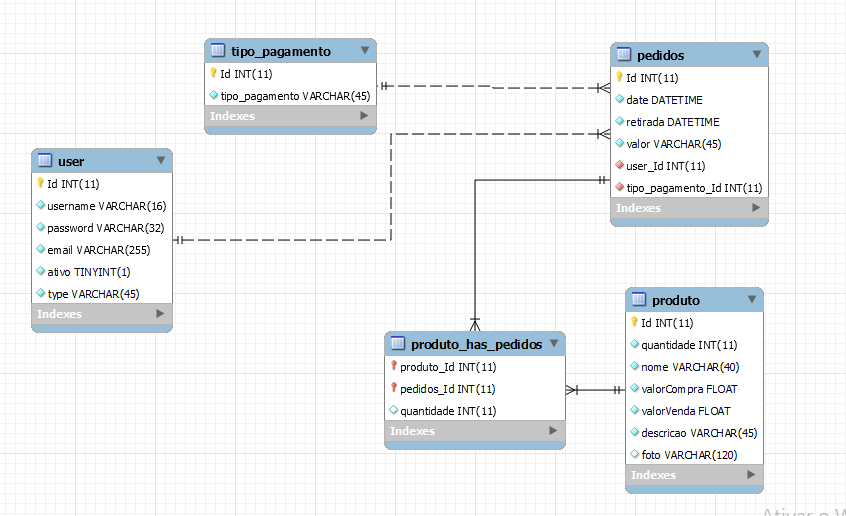 tipo_pagamento
Id INT(11)
tipo_pagamento VARCHAR(45)
Indexes
pedidos
Id INT(11)
date DATETIME
retirada DATETIME
valor VARCHAR(45)
user_Id INT(11)
tipo_pagamento_Id INT(11)
Indexes
user
Id INT(11)
username VARCHAR(16)
password VARCHAR(32)
email VARCHAR(255)
ativo TINYINT(1)
type VARCHAR(45)
Indexes
produto_has_pedidos
produto_Id INT(11)
pedidos_Id INT(11)
quantidade INT(11)
Indexes
produto
Id INT(11)
quantidade INT(11)
nome VARCHAR(40)
valorCompra FLOAT
valorVenda FLOAT
descricao VARCHAR(45)
foto VARCHAR(120)
Indexes
Ativar o W